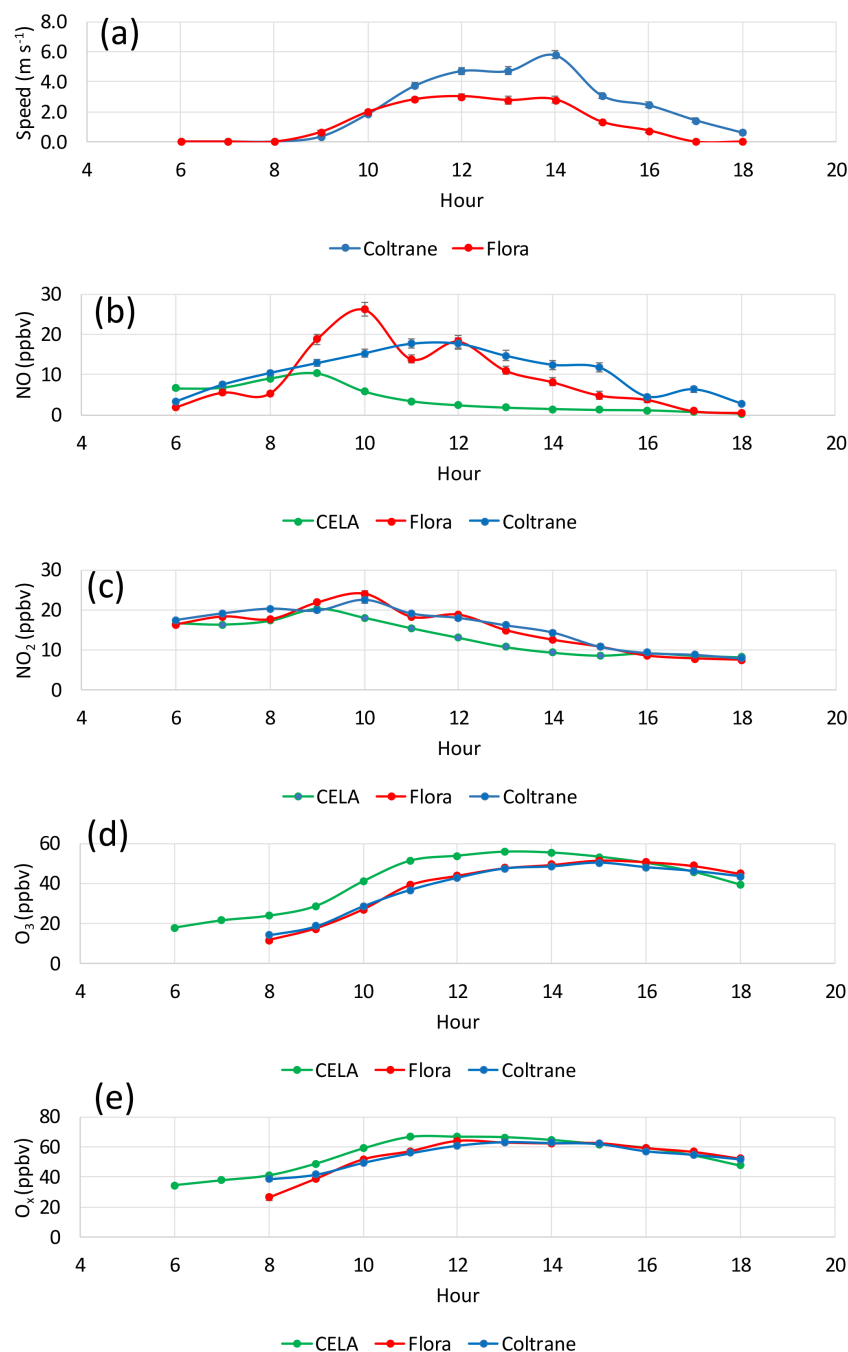 (a)
Speed (m s⁻¹)
8.0
6.0
4.0
2.0
0.0
4 6 8 10 12 14 16 18 20
Hour
Coltrane Flora
(b)
NO (ppbv)
30
20
10
0
4 6 8 10 12 14 16 18 20
Hour
CELA Flora Coltrane
(c)
NO₂ (ppbv)
30
20
10
0
4 6 8 10 12 14 16 18 20
Hour
CELA Flora Coltrane
(d)
O₃ (ppbv)
60
40
20
0
4 6 8 10 12 14 16 18 20
Hour
CELA Flora Coltrane
(e)
Oₓ (ppbv)
80
60
40
20
0
4 6 8 10 12 14 16 18 20
Hour
CELA Flora Coltrane